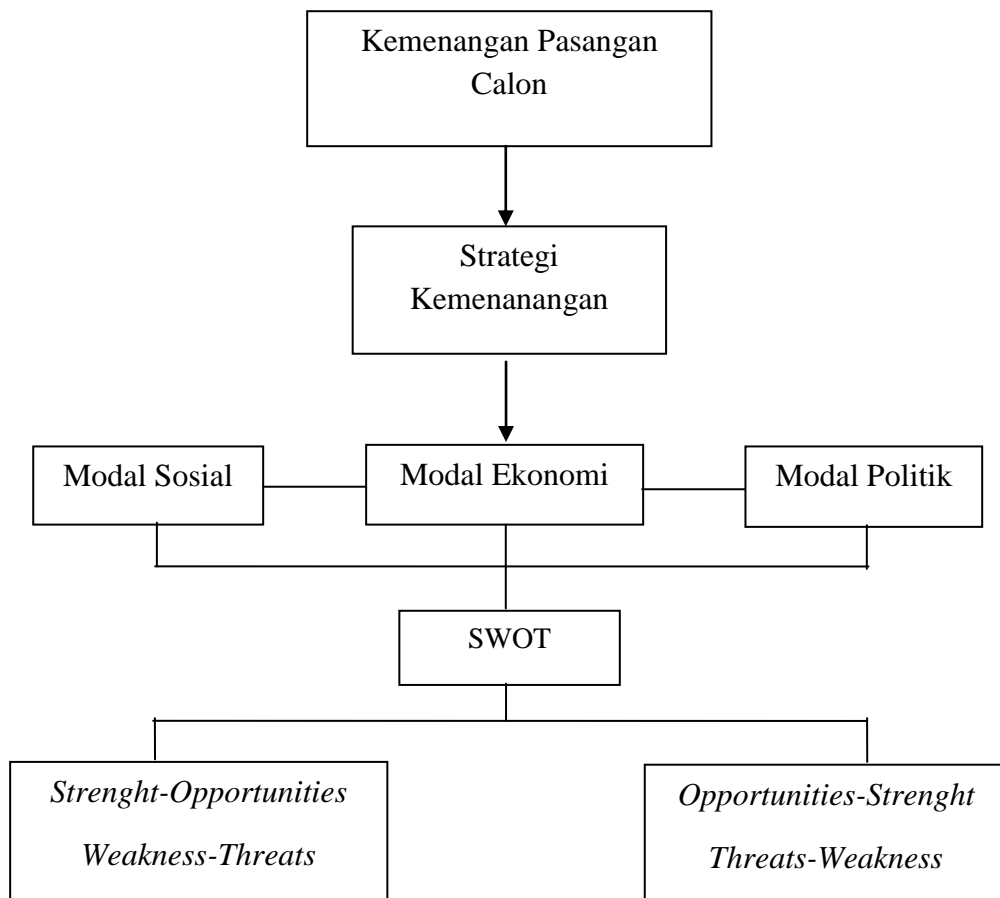 Kemenangan Pasangan
Calon
Strategi
Kemenanangan
Modal Sosial
Modal Ekonomi
Modal Politik
SWOT
Strenght-Opportunities
Weakness-Threats
Opportunities-Strenght
Threats-Weakness